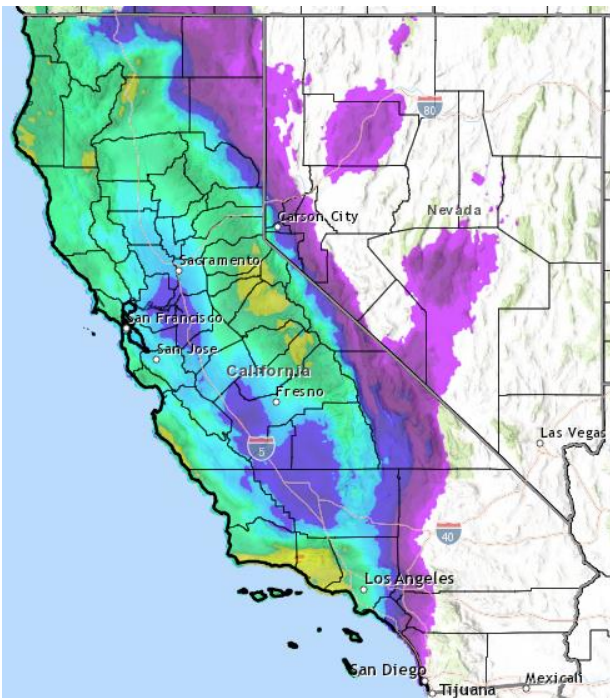 80
Nevada
Carson City
Sacramento
San Francisco
San Jose
California
Fresno
Las Vegas
5
40
Los Angeles
San Diego
Tijuana
Mexicali